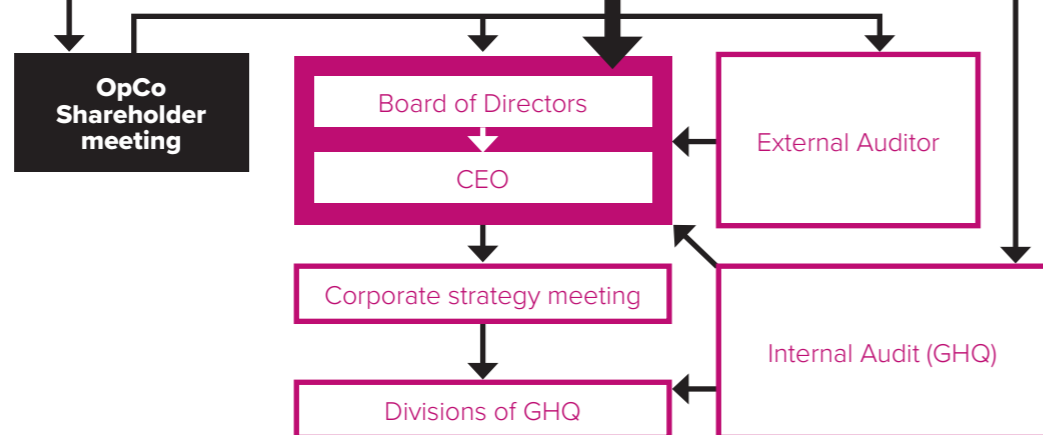 OpCo
Shareholder
meeting
Board of Directors
CEO
External Auditor
Corporate strategy meeting
Internal Audit (GHQ)
Divisions of GHQ